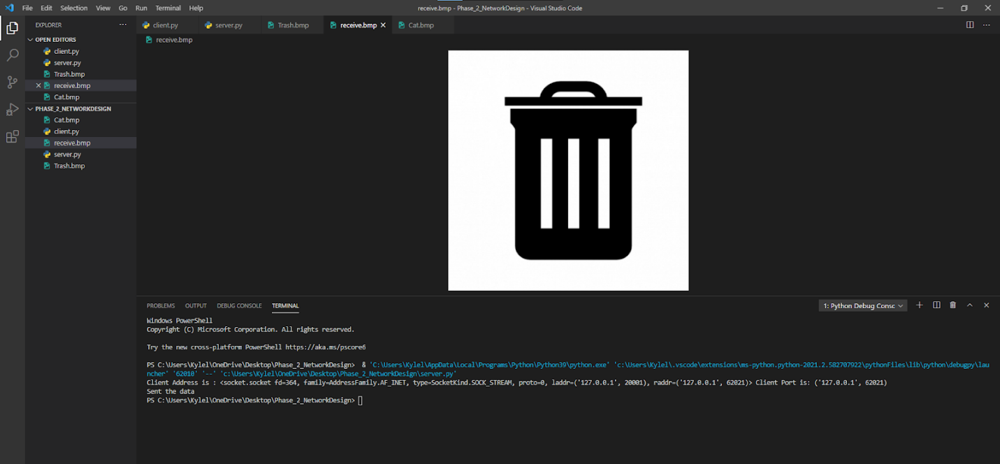 File Edit Selection View Go Run Terminal Help receive.bmp - Phase_2_NetworkDesign - Visual Studio Code
EXPLORER
OPEN EDITORS
client.py
server.py
Trash.bmp
receive.bmp
Cat.bmp
PHASE_2_NETWORKDESIGN
Cat.bmp
client.py
receive.bmp
server.py
Trash.bmp
client.py server.py Trash.bmp receive.bmp Cat.bmp
receive.bmp
PROBLEMS OUTPUT DEBUG CONSOLE TERMINAL 1: Python Debug Consc
Windows PowerShell
Copyright (C) Microsoft Corporation. All rights reserved.
Try the new cross-platform PowerShell https://aka.ms/pscore6
PS C:\Users\Kylel\OneDrive\Desktop\Phase_2_NetworkDesign> & 'C:\Users\Kylel\AppData\Local\Programs\Python\Python39\python.exe' 'c:\Users\Kylel\.vscode\extensions\ms-python.python-2021.2.582707922\pythonFiles\lib\python\debugpy\lau
ncher' '62010' '--' 'c:\Users\Kylel\OneDrive\Desktop\Phase_2_NetworkDesign\server.py'
Client Address is : <socket.socket fd=364, family=AddressFamily.AF_INET, type=SocketKind.SOCK_STREAM, proto=0, laddr=('127.0.0.1', 20001), raddr=('127.0.0.1', 62021)> Client Port is: ('127.0.0.1', 62021)
Sent the data
PS C:\Users\Kylel\OneDrive\Desktop\Phase_2_NetworkDesign>